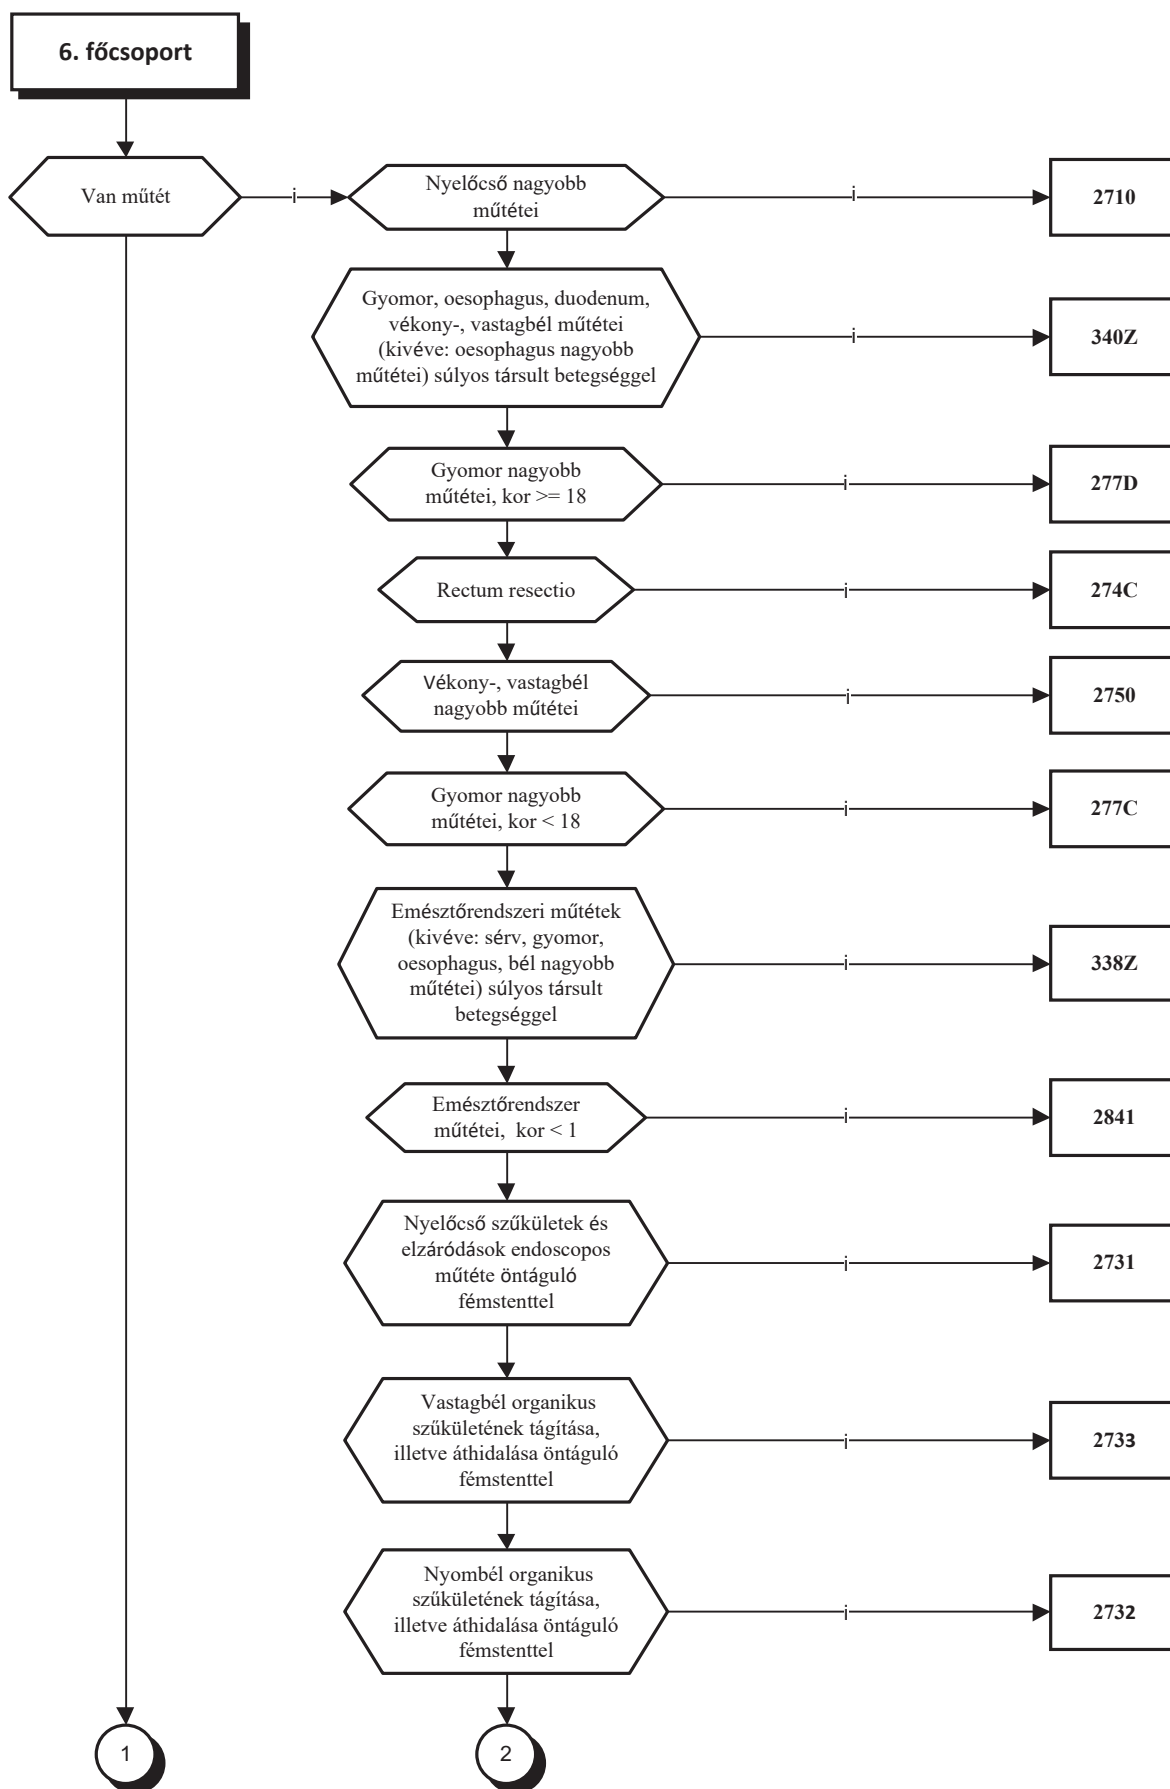 6. főcsoport
Van műtét
i
Nyelőcső nagyobb
műtétei
i
2710
Gyomor, oesophagus, duodenum,
vékony-, vastagbél műtétei
(kivéve: oesophagus nagyobb
műtétei) súlyos társult betegséggel
i
340Z
Gyomor nagyobb
műtétei, kor >= 18
i
277D
Rectum resectio
i
274C
Vékony-, vastagbél
nagyobb műtétei
i
2750
Gyomor nagyobb
műtétei, kor < 18
i
277C
Emésztőrendszeri műtétek
(kivéve: sérv, gyomor,
oesophagus, bél nagyobb
műtétei) súlyos társult
betegséggel
i
338Z
Emésztőrendszer
műtétei, kor < 1
i
2841
Nyelőcső szűkületek és
elzáródások endoscopos
műtéte öntáguló
fémstenttel
i
2731
Vastagbél organikus
szűkületének tágítása,
illetve áthidalása öntáguló
fémstenttel
i
2733
Nyombél organikus
szűkületének tágítása,
illetve áthidalása öntáguló
fémstenttel
i
2732
1
2